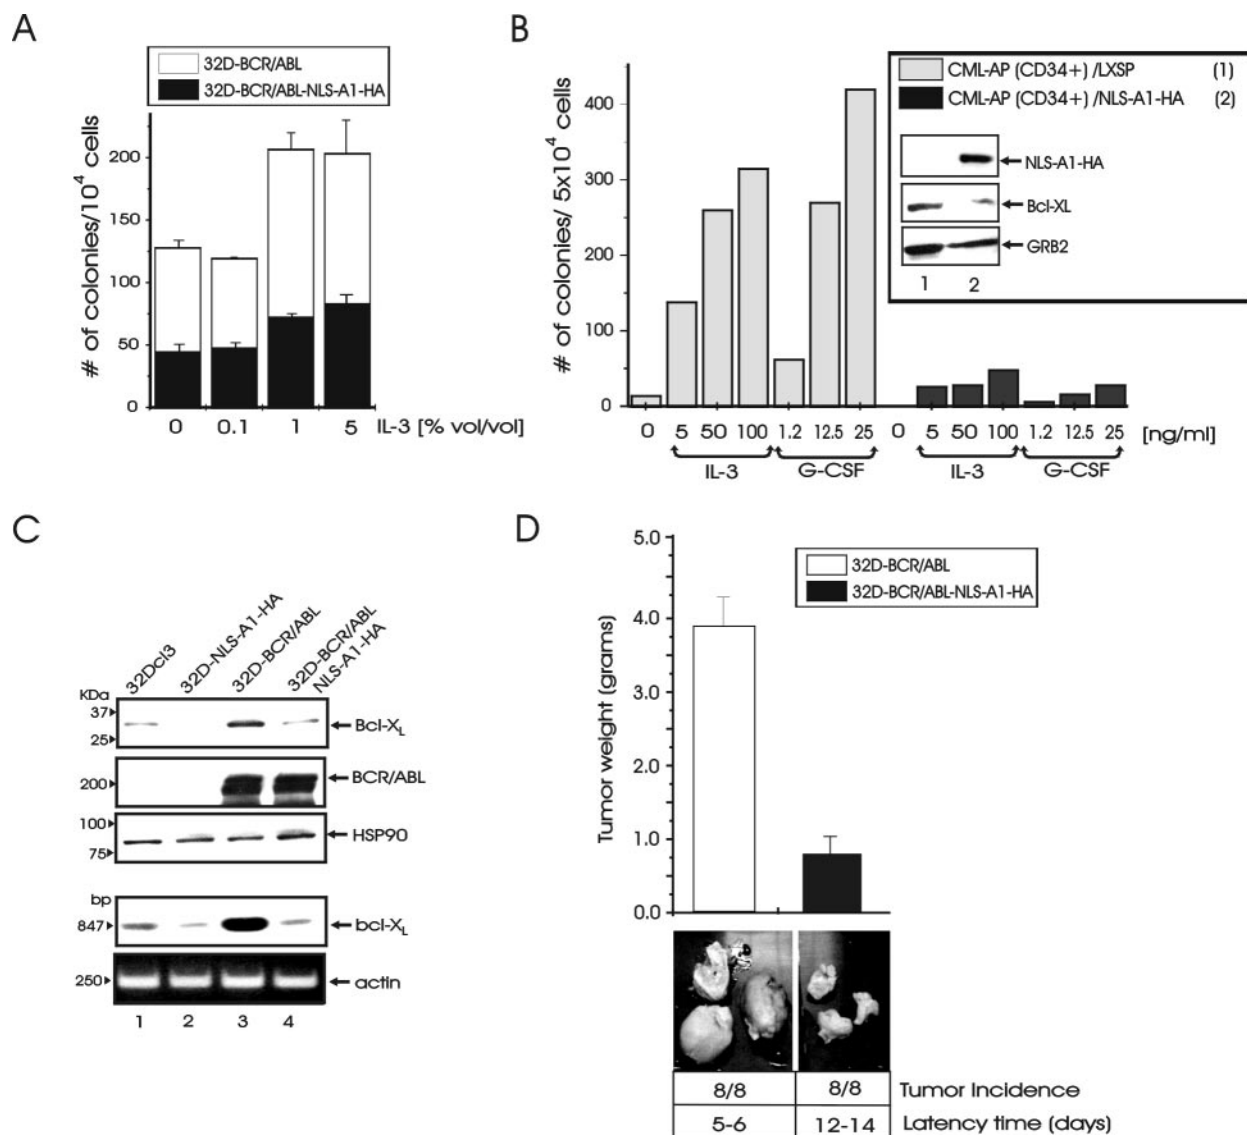 A
32D-BCR/ABL
32D-BCR/ABL-NLS-A1-HA
# of colonies/10⁴ cells
200
150
100
50
0
0 0.1 1 5 IL-3 [% vol/vol]
B
CML-AP (CD34+) /LXSP (1)
CML-AP (CD34+) /NLS-A1-HA (2)
NLS-A1-HA
Bcl-XL
GRB2
1 2
# of colonies/ 5x10⁴ cells
400
300
200
100
0
0 5 50 100 1.2 12.5 25 0 5 50 100 1.2 12.5 25 [ng/ml]
IL-3 G-CSF IL-3 G-CSF
C
32Dcl3
32D-NLS-A1-HA
32D-BCR/ABL
32D-BCR/ABL
NLS-A1-HA
KDa
37
25
Bcl-X_L
200
BCR/ABL
100
75
HSP90
bp
847
bcl-X_L
250
actin
1 2 3 4
D
32D-BCR/ABL
32D-BCR/ABL-NLS-A1-HA
Tumor weight (grams)
5.0
4.0
3.0
2.0
1.0
0.0
8/8 8/8 Tumor Incidence
5-6 12-14 Latency time (days)